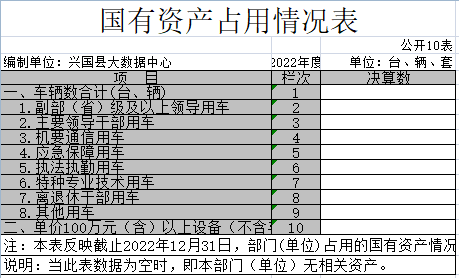 国有资产占用情况表
公开10表
编制单位：兴国县大数据中心 2022年度 单位：台、辆、套
项 目 栏次 决算数
一、车辆数合计(台、辆) 1
1.副部（省）级及以上领导用车 2
2.主要领导干部用车 3
3.机要通信用车 4
4.应急保障用车 5
5.执法执勤用车 6
6.特种专业技术用车 7
7.离退休干部用车 8
8.其他用车 9
二、单价100万元（含）以上设备（不含 10
注：本表反映截止2022年12月31日，部门(单位)占用的国有资产情况
说明：当此表数据为空时，即本部门（单位）无相关资产。